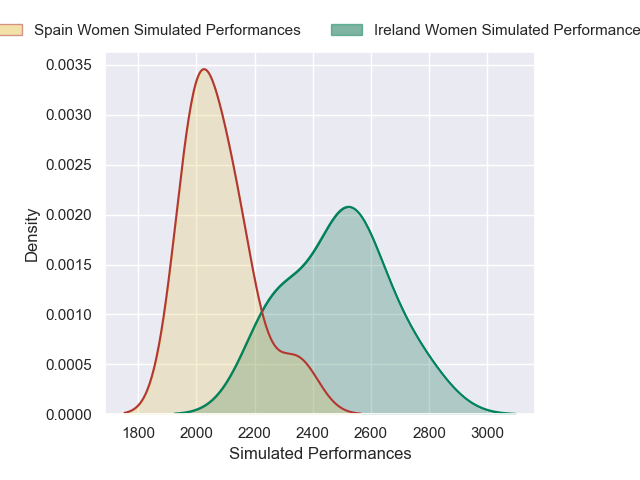 Spain Women Simulated Performances Ireland Women Simulated Performance
0.0035
0.0030
0.0025
0.0020
0.0015
0.0010
0.0005
0.0000
Density
1800 2000 2200 2400 2600 2800 3000
Simulated Performances